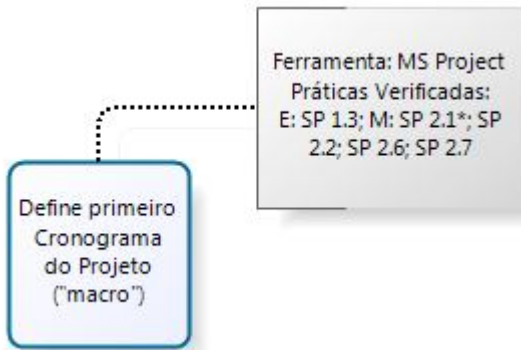 Ferramenta: MS Project
Práticas Verificadas:
E: SP 1.3; M: SP 2.1*; SP
2.2; SP 2.6; SP 2.7
Define primeiro
Cronograma
do Projeto
("macro")